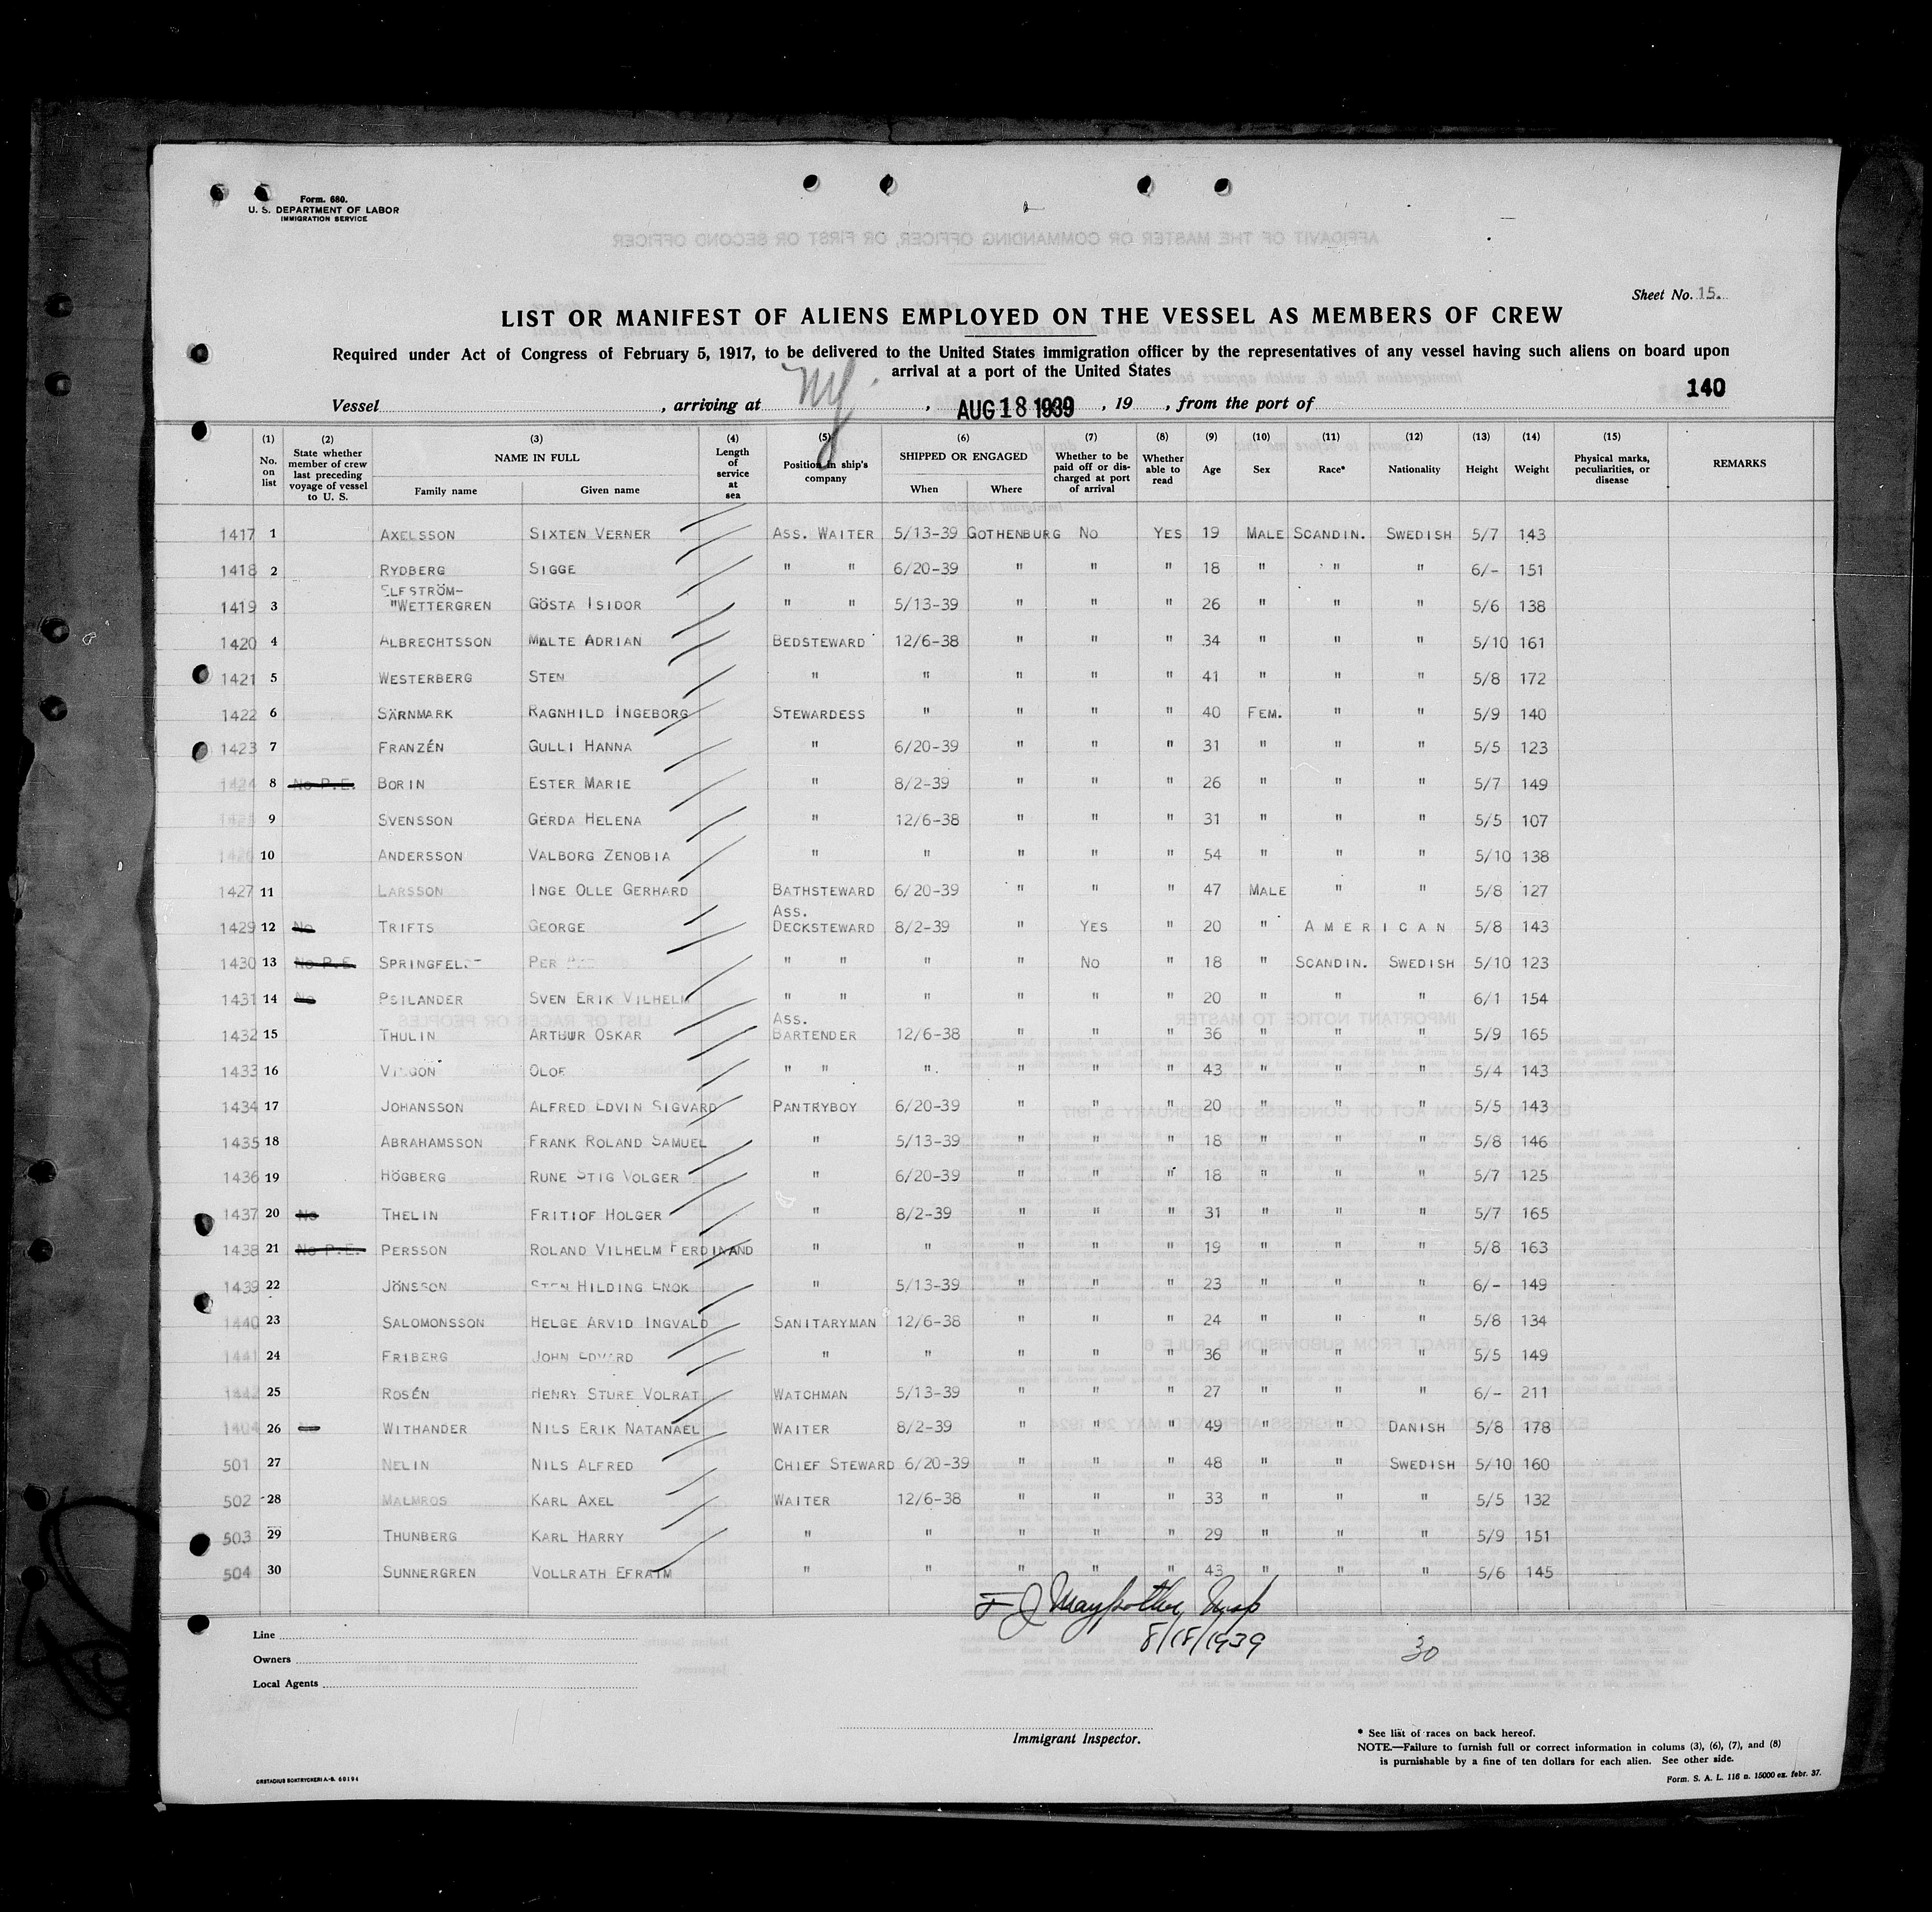 Form. 680.
U. S. DEPARTMENT OF LABOR
IMMIGRATION SERVICE
Sheet No. 15.
LIST OR MANIFEST OF ALIENS EMPLOYED ON THE VESSEL AS MEMBERS OF CREW
Required under Act of Congress of February 5, 1917, to be delivered to the United States immigration officer by the representatives of any vessel having such aliens on board upon
arrival at a port of the United States
140
Vessel , arriving at NY , AUG 18 1939 , 19 , from the port of
(1) No. on list (2) State whether member of crew last preceding voyage of vessel to U. S. (3) NAME IN FULL Family name Given name (4) Length of service at sea (5) Position in ship's company (6) SHIPPED OR ENGAGED When Where (7) Whether to be paid off or discharged at port of arrival (8) Whether able to read (9) Age (10) Sex (11) Race* (12) Nationality (13) Height (14) Weight (15) Physical marks, peculiarities, or disease REMARKS
1417 1 AXELSSON SIXTEN VERNER ASS. WAITER 5/13-39 GOTHENBURG NO YES 19 MALE SCANDIN. SWEDISH 5/7 143
1418 2 RYDBERG SIGGE " " 6/20-39 " " " 18 " " " 6/- 151
ELFSTRÖM-
1419 3 "WETTERGREN GÖSTA ISIDOR " " 5/13-39 " " " 26 " " " 5/6 138
1420 4 ALBRECHTSSON MALTE ADRIAN BEDSTEWARD 12/6-38 " " " 34 " " " 5/10 161
1421 5 WESTERBERG STEN " " " " " 41 " " " 5/8 172
1422 6 SÄRNMARK RAGNHILD INGEBORG STEWARDESS " " " " 40 FEM. " " 5/9 140
1423 7 FRANZÉN GULLI HANNA " 6/20-39 " " " 31 " " " 5/5 123
1424 8 No P.E. BORIN ESTER MARIE " 8/2-39 " " " 26 " " " 5/7 149
1425 9 SVENSSON GERDA HELENA " 12/6-38 " " " 31 " " " 5/5 107
1426 10 ANDERSSON VALBORG ZENOBIA " " " " " 54 " " " 5/10 138
1427 11 LARSSON INGE OLLE GERHARD BATHSTEWARD 6/20-39 " " " 47 MALE " " 5/8 127
ASS.
1429 12 No TRIFTS GEORGE DECKSTEWARD 8/2-39 " YES " 20 " AMERICAN 5/8 143
1430 13 No P.E. SPRINGFELDT PER " " " " NO " 18 " SCANDIN. SWEDISH 5/10 123
1431 14 No PSILANDER SVEN ERIK VILHELM " " " " " " 20 " " " 6/1 154
ASS.
1432 15 THULIN ARTHUR OSKAR BARTENDER 12/6-38 " " " 36 " " " 5/9 165
1433 16 OLOF " " " " " " 43 " " " 5/4 143
1434 17 JOHANSSON ALFRED EDVIN SIGVARD PANTRYBOY 6/20-39 " " " 20 " " " 5/5 143
1435 18 ABRAHAMSSON FRANK ROLAND SAMUEL " 5/13-39 " " " 18 " " " 5/8 146
1436 19 HÖGBERG RUNE STIG VOLGER " 6/20-39 " " " 18 " " " 5/7 125
1437 20 No THELIN FRITIOF HOLGER " 8/2-39 " " " 31 " " " 5/7 165
1438 21 No P.E. PERSSON ROLAND VILHELM FERDINAND " " " " " 19 " " " 5/8 163
1439 22 JÖNSSON STEN HILDING ENOK " 5/13-39 " " " 23 " " " 6/- 149
1440 23 SALOMONSSON HELGE ARVID INGVALD SANITARYMAN 12/6-38 " " " 24 " " " 5/8 134
1441 24 FRIBERG JOHN EDVARD " " " " " 36 " " " 5/5 149
1442 25 ROSÉN HENRY STURE VOLRAT WATCHMAN 5/13-39 " " " 27 " " " 6/- 211
1404 26 No WITHANDER NILS ERIK NATANAEL WAITER 8/2-39 " " " 49 " " DANISH 5/8 178
501 27 NELIN NILS ALFRED CHIEF STEWARD 6/20-39 " " " 48 " " SWEDISH 5/10 160
502 28 MALMROS KARL AXEL WAITER 12/6-38 " " " 33 " " " 5/5 132
503 29 THUNBERG KARL HARRY " " " " " 29 " " " 5/9 151
504 30 SUNNERGREN VOLLRATH EFRAIM " " " " " 43 " " " 5/6 145
8/18/1939
30
Line
Owners
Local Agents
Immigrant Inspector.
* See list of races on back hereof.
NOTE.—Failure to furnish full or correct information in colums (3), (6), (7), and (8)
is purnishable by a fine of ten dollars for each alien. See other side.
Form. S. A. L. 116 n. 15000 ex. febr. 37.